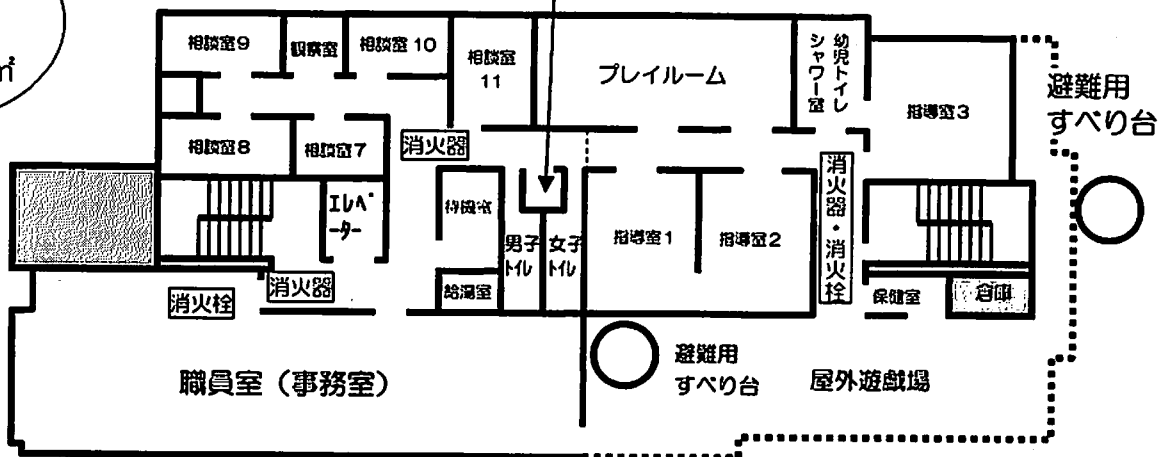 ㎡
相談室9
観察室
相談室10
相談室
11
プレイルーム
幼児トイレ
シャワー室
指導室3
避難用
すべり台
相談室8
相談室7
消火器
エレベ
ーター
待機室
男子
トイレ
女子
トイレ
指導室1
指導室2
消火器・消火栓
給湯室
保健室
倉庫
消火栓
消火器
職員室（事務室）
避難用
すべり台
屋外遊戯場